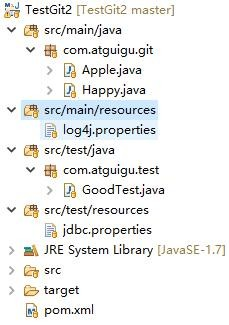 TestGit2 [TestGit2 master]
src/main/java
com.atguigu.git
Apple.java
Happy.java
src/main/resources
log4j.properties
src/test/java
com.atguigu.test
GoodTest.java
src/test/resources
jdbc.properties
JRE System Library [JavaSE-1.7]
src
target
pom.xml